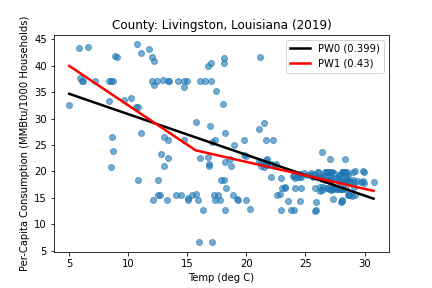 County: Livingston, Louisiana (2019)
Per-Capita Consumption (MMBtu/1000 Households)
45
40
35
30
25
20
15
10
5
PW0 (0.399)
PW1 (0.43)
5 10 15 20 25 30
Temp (deg C)